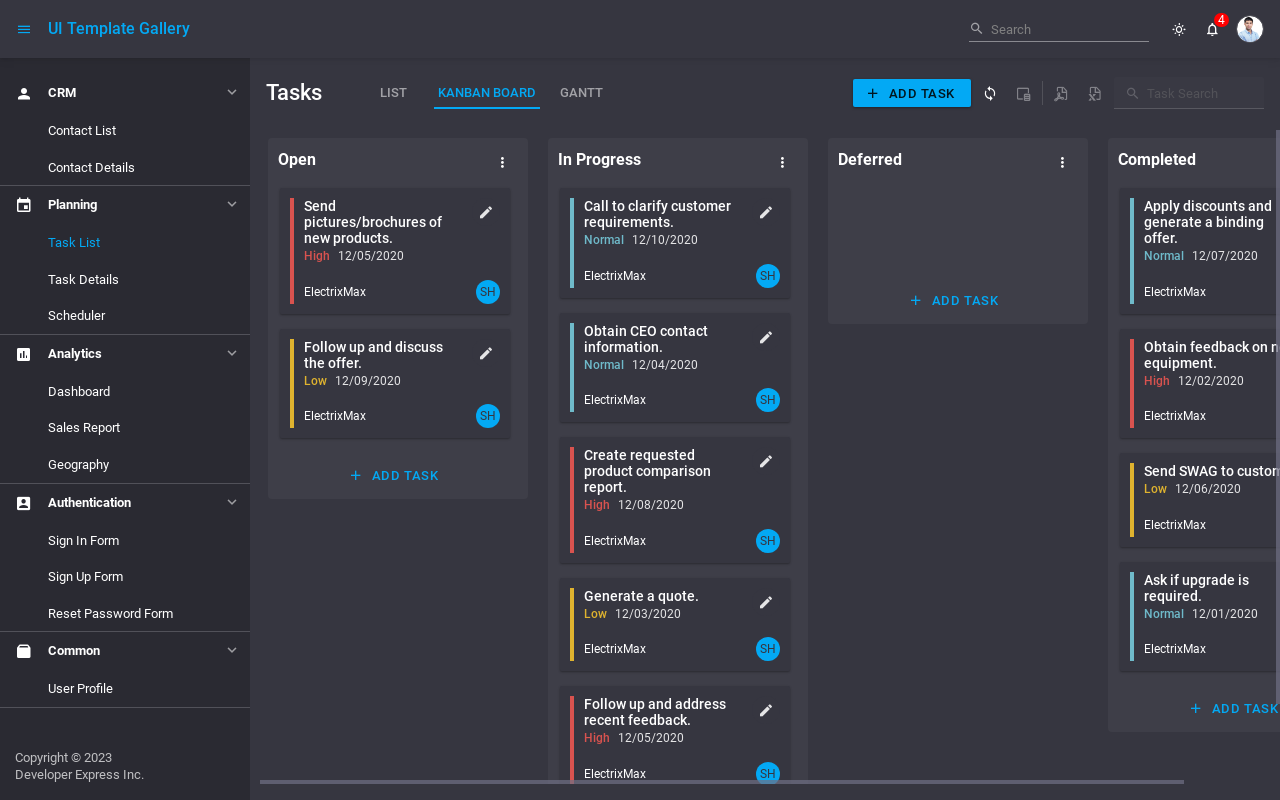 UI Template Gallery
Search
4
CRM
Contact List
Contact Details
Planning
Task List
Task Details
Scheduler
Analytics
Dashboard
Sales Report
Geography
Authentication
Sign In Form
Sign Up Form
Reset Password Form
Common
User Profile
Copyright © 2023
Developer Express Inc.
Tasks
LIST
KANBAN BOARD
GANTT
ADD TASK
Task Search
Open
Send
pictures/brochures of
new products.
High 12/05/2020
ElectrixMax
SH
Follow up and discuss
the offer.
Low 12/09/2020
ElectrixMax
SH
ADD TASK
In Progress
Call to clarify customer
requirements.
Normal 12/10/2020
ElectrixMax
SH
Obtain CEO contact
information.
Normal 12/04/2020
ElectrixMax
SH
Create requested
product comparison
report.
High 12/08/2020
ElectrixMax
SH
Generate a quote.
Low 12/03/2020
ElectrixMax
SH
Follow up and address
recent feedback.
High 12/05/2020
ElectrixMax
SH
Deferred
ADD TASK
Completed
Apply discounts and
generate a binding
offer.
Normal 12/07/2020
ElectrixMax
Obtain feedback on
equipment.
High 12/02/2020
ElectrixMax
Send SWAG to
Low 12/06/2020
ElectrixMax
Ask if upgrade is
required.
Normal 12/01/2020
ElectrixMax
ADD TASK